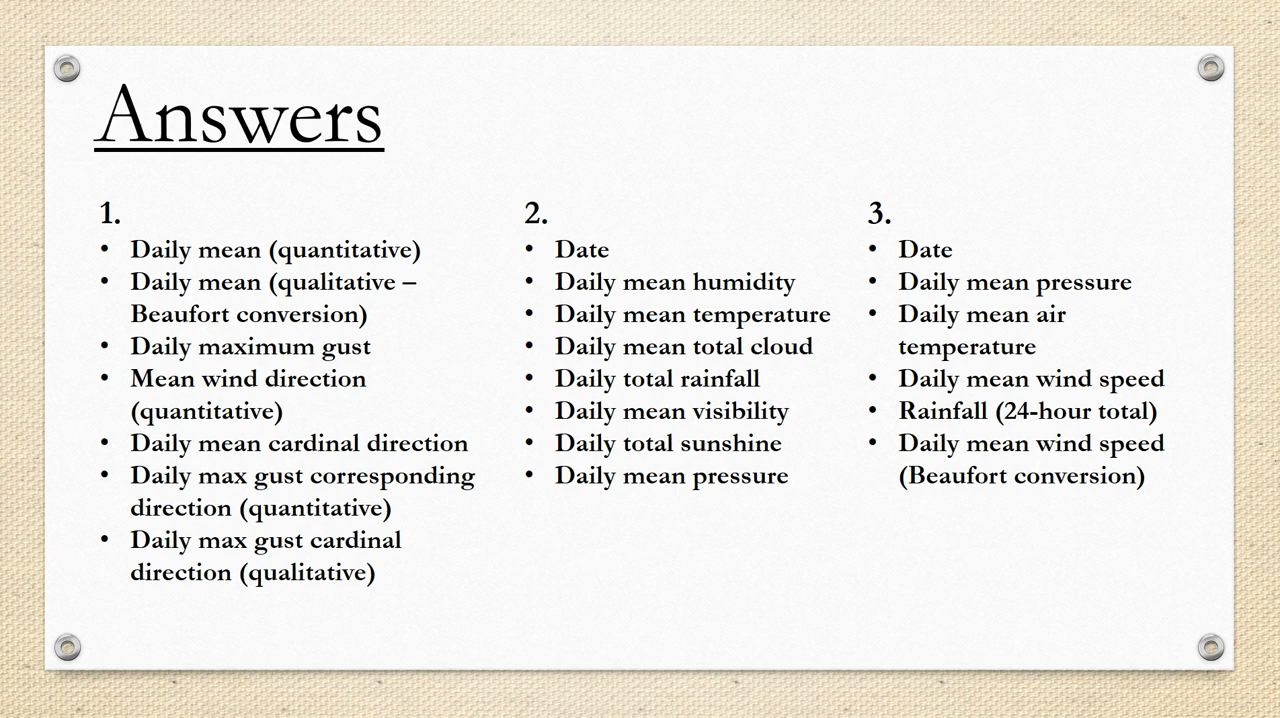 Answers
1.
• Daily mean (quantitative)
• Daily mean (qualitative –
Beaufort conversion)
• Daily maximum gust
• Mean wind direction
(quantitative)
• Daily mean cardinal direction
• Daily max gust corresponding
direction (quantitative)
• Daily max gust cardinal
direction (qualitative)
2.
• Date
• Daily mean humidity
• Daily mean temperature
• Daily mean total cloud
• Daily total rainfall
• Daily mean visibility
• Daily total sunshine
• Daily mean pressure
3.
• Date
• Daily mean pressure
• Daily mean air
temperature
• Daily mean wind speed
• Rainfall (24-hour total)
• Daily mean wind speed
(Beaufort conversion)